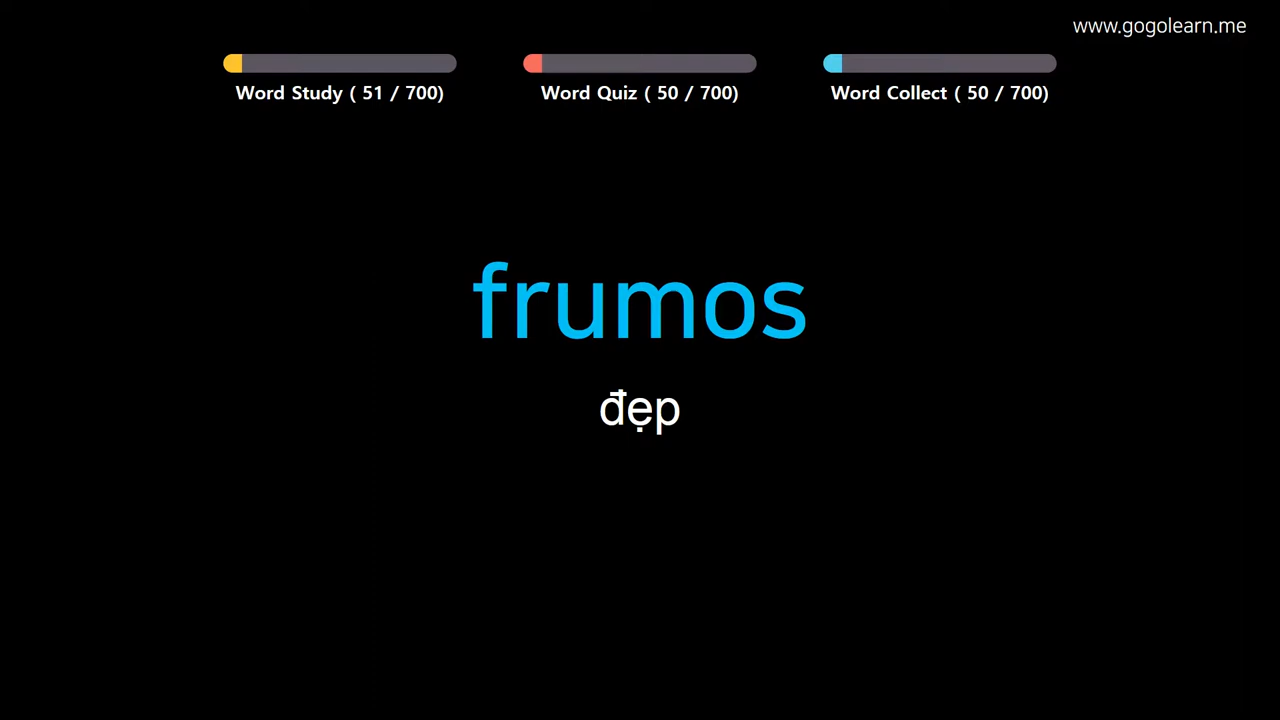 www.gogolearn.me
Word Study ( 51 / 700)
Word Quiz ( 50 / 700)
Word Collect ( 50 / 700)
frumos
đẹp